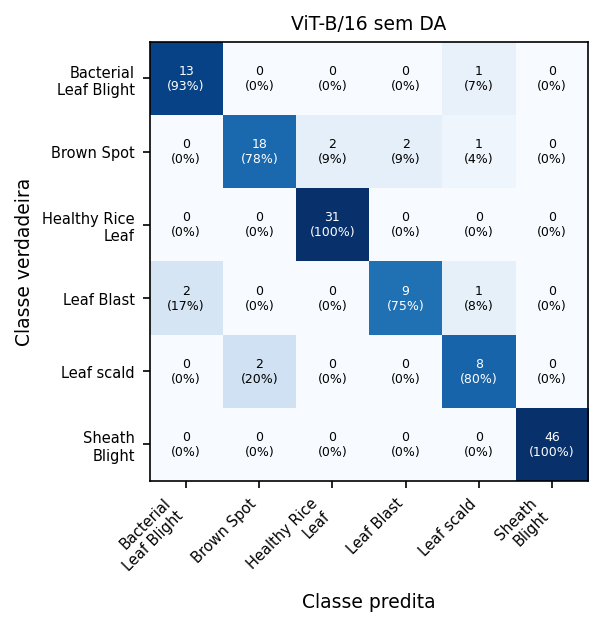 ViT-B/16 sem DA
Classe verdadeira
Bacterial
Leaf Blight
13 0 0 0 1 0
(93%) (0%) (0%) (0%) (7%) (0%)
Brown Spot
0 18 2 2 1 0
(0%) (78%) (9%) (9%) (4%) (0%)
Healthy Rice
Leaf
0 0 31 0 0 0
(0%) (0%) (100%) (0%) (0%) (0%)
Leaf Blast
2 0 0 9 1 0
(17%) (0%) (0%) (75%) (8%) (0%)
Leaf scald
0 2 0 0 8 0
(0%) (20%) (0%) (0%) (80%) (0%)
Sheath
Blight
0 0 0 0 0 46
(0%) (0%) (0%) (0%) (0%) (100%)
Bacterial
Leaf Blight
Brown Spot
Healthy Rice
Leaf
Leaf Blast
Leaf scald
Sheath
Blight
Classe predita